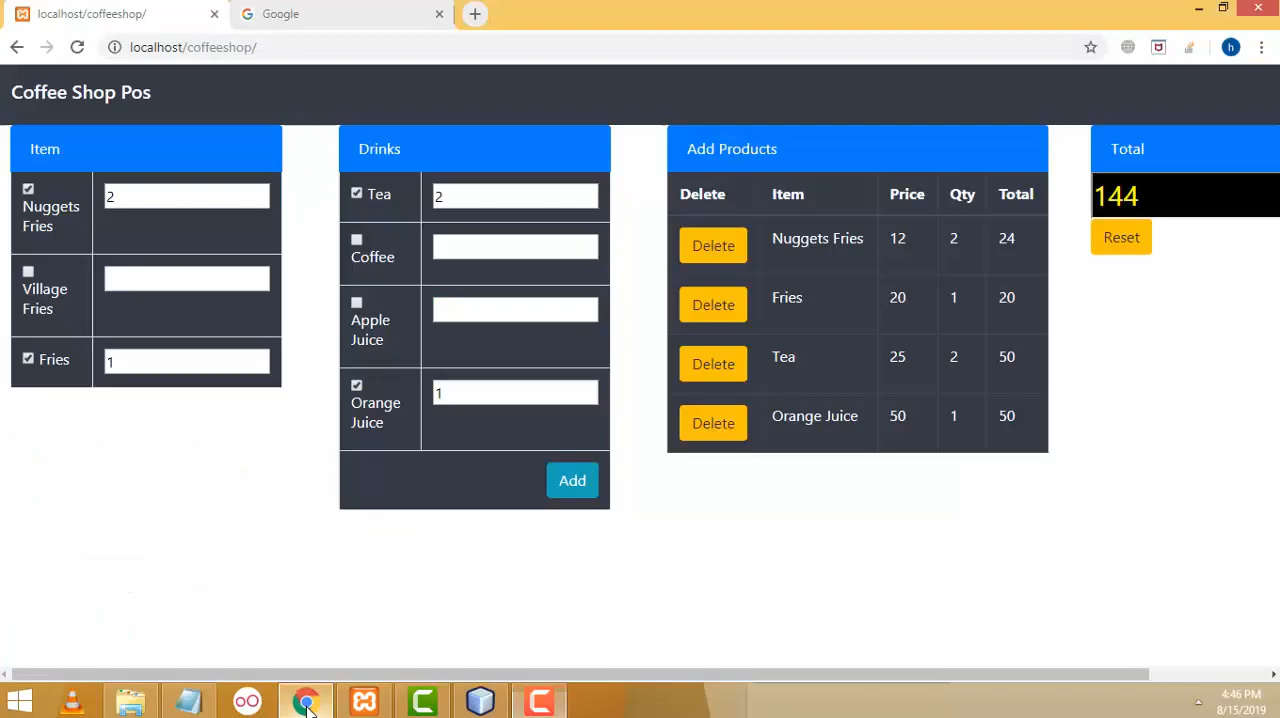 localhost/coffeeshop/
Google
localhost/coffeeshop/
h
Coffee Shop Pos
Item
Nuggets
Fries
2
Village
Fries
Fries
1
Drinks
Tea
2
Coffee
Apple
Juice
Orange
Juice
1
Add
Add Products
Delete Item Price Qty Total
Delete Nuggets Fries 12 2 24
Delete Fries 20 1 20
Delete Tea 25 2 50
Delete Orange Juice 50 1 50
Total
144
Reset
4:46 PM
8/15/2019